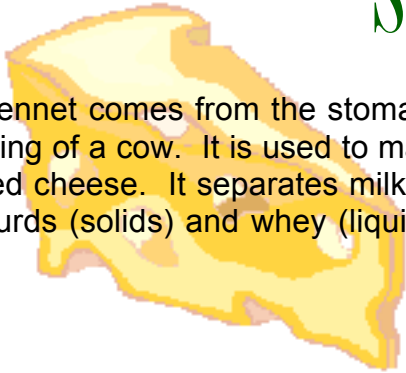 S
ennet comes from the stoma
ing of a cow.  It is used to ma
ed cheese.  It separates milk
urds (solids) and whey (liqui